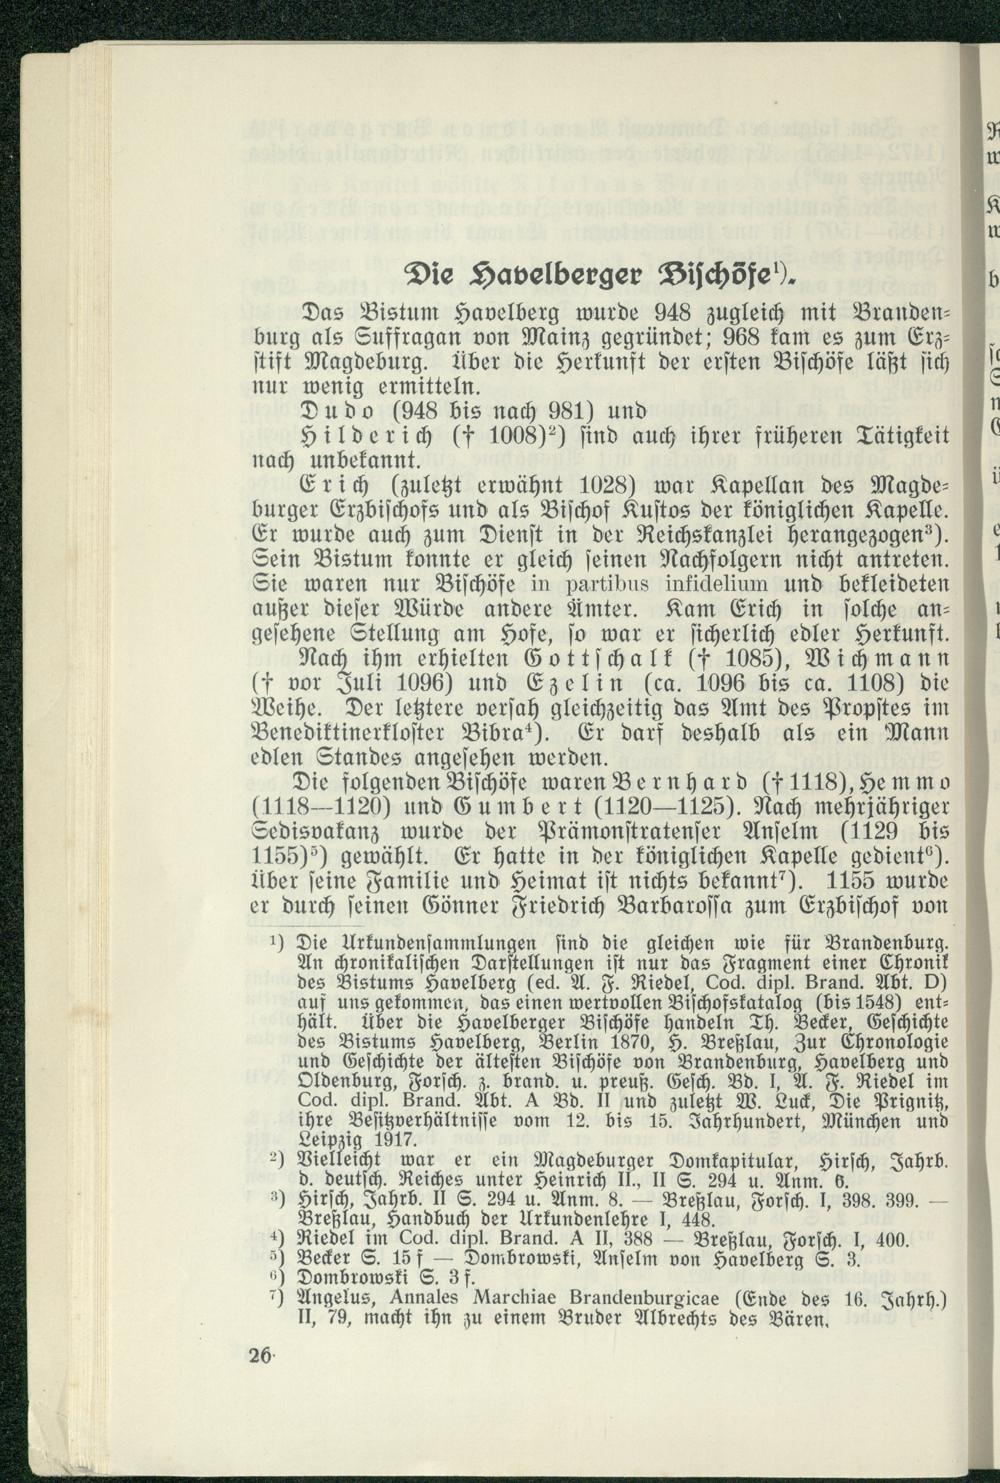 Die Havelberger Bischöfe¹).
Das Bistum Havelberg wurde 948 zugleich mit Branden-
burg als Suffragan von Mainz gegründet; 968 kam es zum Erz-
stift Magdeburg. Über die Herkunft der ersten Bischöfe läßt sich
nur wenig ermitteln.
Dudo (948 bis nach 981) und
Hilderich († 1008)²) sind auch ihrer früheren Tätigkeit
nach unbekannt.
Erich (zuletzt erwähnt 1028) war Kapellan des Magde-
burger Erzbischofs und als Bischof Kustos der königlichen Kapelle.
Er wurde auch zum Dienst in der Reichskanzlei herangezogen³).
Sein Bistum konnte er gleich seinen Nachfolgern nicht antreten.
Sie waren nur Bischöfe in partibus infidelium und bekleideten
außer dieser Würde andere Ämter. Kam Erich in solche an-
gesehene Stellung am Hofe, so war er sicherlich edler Herkunft.
Nach ihm erhielten Gottschalk († 1085), Wichmann
(† vor Juli 1096) und Ezelin (ca. 1096 bis ca. 1108) die
Weihe. Der letztere versah gleichzeitig das Amt des Propstes im
Benediktinerkloster Bibra⁴). Er darf deshalb als ein Mann
edlen Standes angesehen werden.
Die folgenden Bischöfe waren Bernhard († 1118), Hemmo
(1118—1120) und Gumbert (1120—1125). Nach mehrjähriger
Sedisvakanz wurde der Prämonstratenser Anselm (1129 bis
1155)⁵) gewählt. Er hatte in der königlichen Kapelle gedient⁶).
Über seine Familie und Heimat ist nichts bekannt⁷). 1155 wurde
er durch seinen Gönner Friedrich Barbarossa zum Erzbischof von
¹) Die Urkundensammlungen sind die gleichen wie für Brandenburg.
An chronikalischen Darstellungen ist nur das Fragment einer Chronik
des Bistums Havelberg (ed. A. F. Riedel, Cod. dipl. Brand. Abt. D)
auf uns gekommen, das einen wertvollen Bischofskatalog (bis 1548) ent-
hält. Über die Havelberger Bischöfe handeln Th. Becker, Geschichte
des Bistums Havelberg, Berlin 1870, H. Breßlau, Zur Chronologie
und Geschichte der ältesten Bischöfe von Brandenburg, Havelberg und
Oldenburg, Forsch. z. brand. u. preuß. Gesch. Bd. I, A. F. Riedel im
Cod. dipl. Brand. Abt. A Bd. II und zuletzt W. Luck, Die Prignitz,
ihre Besitzverhältnisse vom 12. bis 15. Jahrhundert, München und
Leipzig 1917.
²) Vielleicht war er ein Magdeburger Domkapitular, Hirsch, Jahrb.
d. deutsch. Reiches unter Heinrich II., II S. 294 u. Anm. 6.
³) Hirsch, Jahrb. II S. 294 u. Anm. 8. — Breßlau, Forsch. I, 398. 399. —
Breßlau, Handbuch der Urkundenlehre I, 448.
⁴) Riedel im Cod. dipl. Brand. A II, 388 — Breßlau, Forsch. I, 400.
⁵) Becker S. 15 f — Dombrowski, Anselm von Havelberg S. 3.
⁶) Dombrowski S. 3 f.
⁷) Angelus, Annales Marchiae Brandenburgicae (Ende des 16. Jahrh.)
II, 79, macht ihn zu einem Bruder Albrechts des Bären.
26